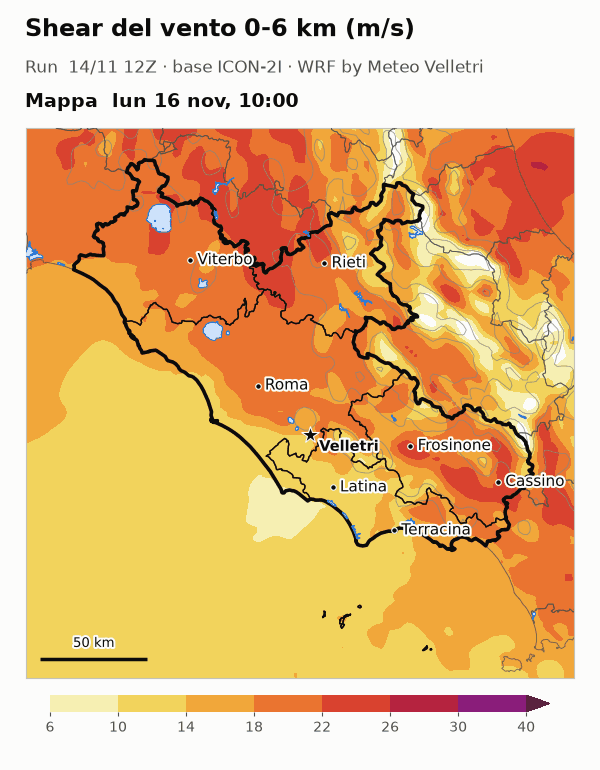 Shear del vento 0-6 km (m/s)
Run  14/11 12Z · base ICON-2I · WRF by Meteo Velletri
Mappa  lun 16 nov, 10:00
Viterbo
Rieti
Roma
Velletri
Frosinone
Latina
Cassino
Terracina
50 km
6 10 14 18 22 26 30 40